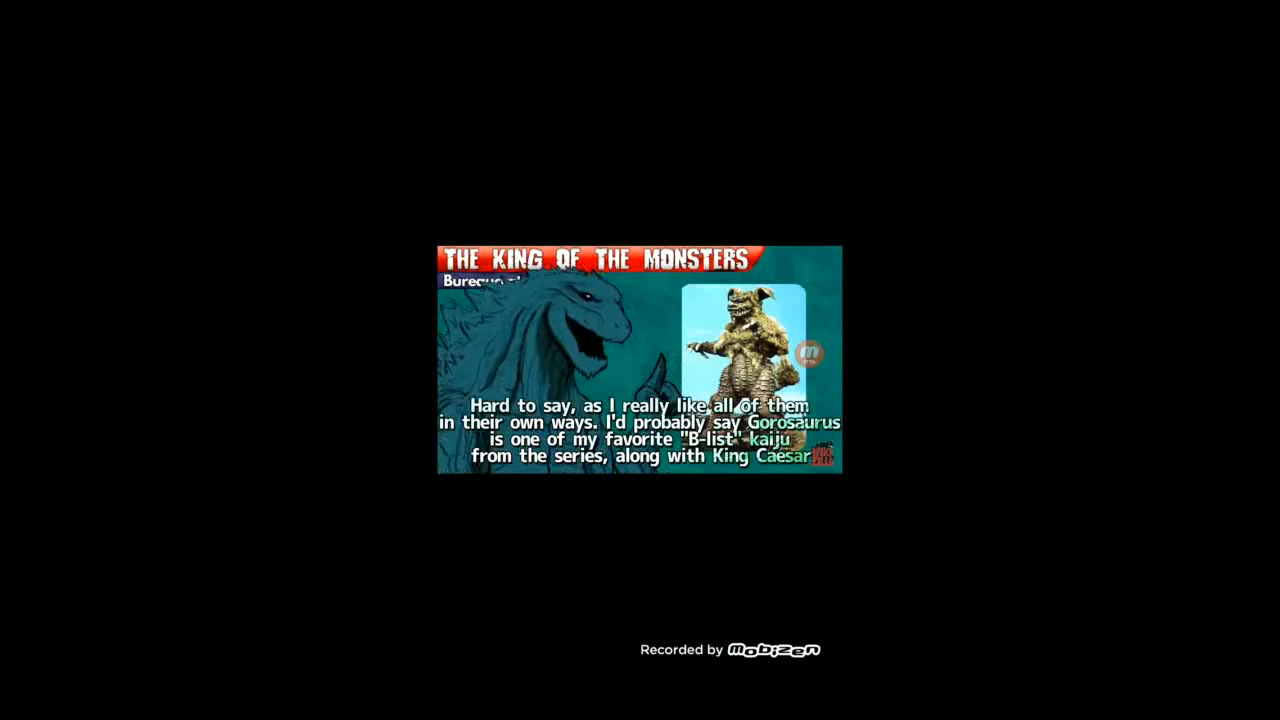 THE KING OF THE MONSTERS
Hard to say, as I really like all of them
in their own ways. I'd probably say Gorosaurus
is one of my favorite "B-list" kaiju
from the series, along with King Caesar
WIKI
ZILLA
Recorded by mobizen